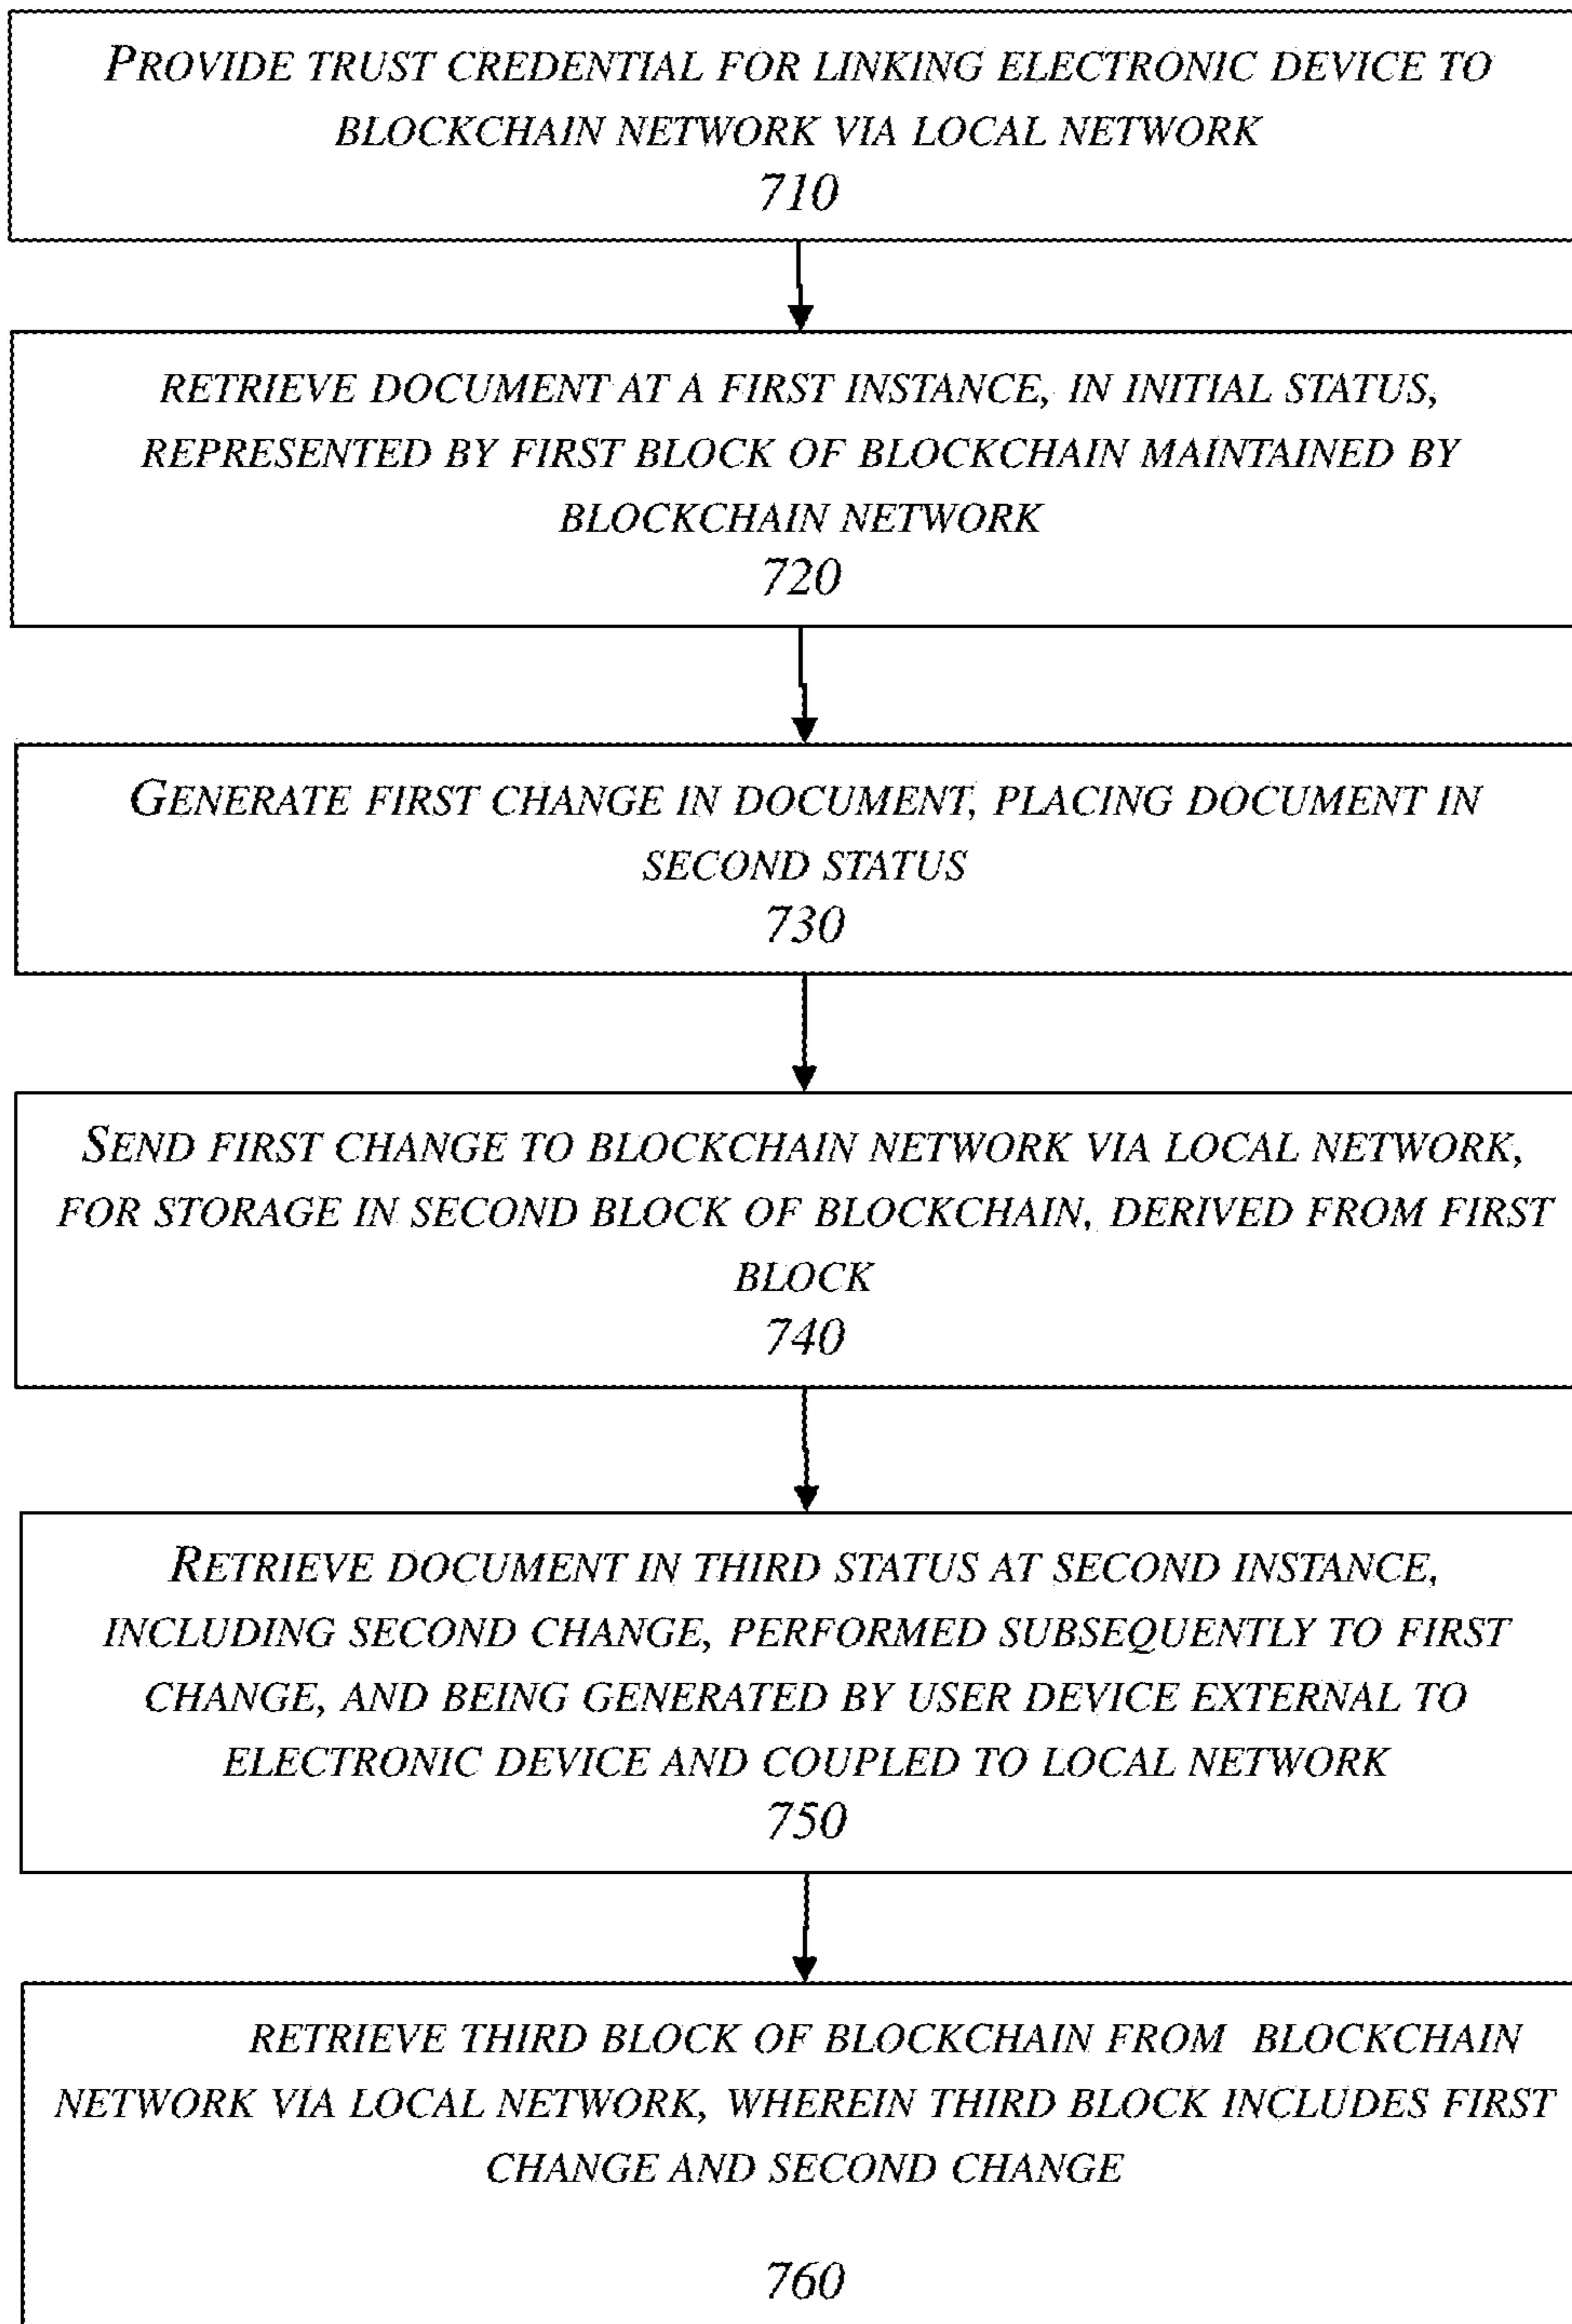 PROVIDE TRUST CREDENTIAL FOR LINKING ELECTRONIC DEVICE TO
BLOCKCHAIN NETWORK VIA LOCAL NETWORK
710
RETRIEVE DOCUMENT AT A FIRST INSTANCE, IN INITIAL STATUS,
REPRESENTED BY FIRST BLOCK OF BLOCKCHAIN MAINTAINED BY
BLOCKCHAIN NETWORK
720
GENERATE FIRST CHANGE IN DOCUMENT, PLACING DOCUMENT IN
SECOND STATUS
730
SEND FIRST CHANGE TO BLOCKCHAIN NETWORK VIA LOCAL NETWORK,
FOR STORAGE IN SECOND BLOCK OF BLOCKCHAIN, DERIVED FROM FIRST
BLOCK
740
RETRIEVE DOCUMENT IN THIRD STATUS AT SECOND INSTANCE,
INCLUDING SECOND CHANGE, PERFORMED SUBSEQUENTLY TO FIRST
CHANGE, AND BEING GENERATED BY USER DEVICE EXTERNAL TO
ELECTRONIC DEVICE AND COUPLED TO LOCAL NETWORK
750
RETRIEVE THIRD BLOCK OF BLOCKCHAIN FROM BLOCKCHAIN
NETWORK VIA LOCAL NETWORK, WHEREIN THIRD BLOCK INCLUDES FIRST
CHANGE AND SECOND CHANGE
760